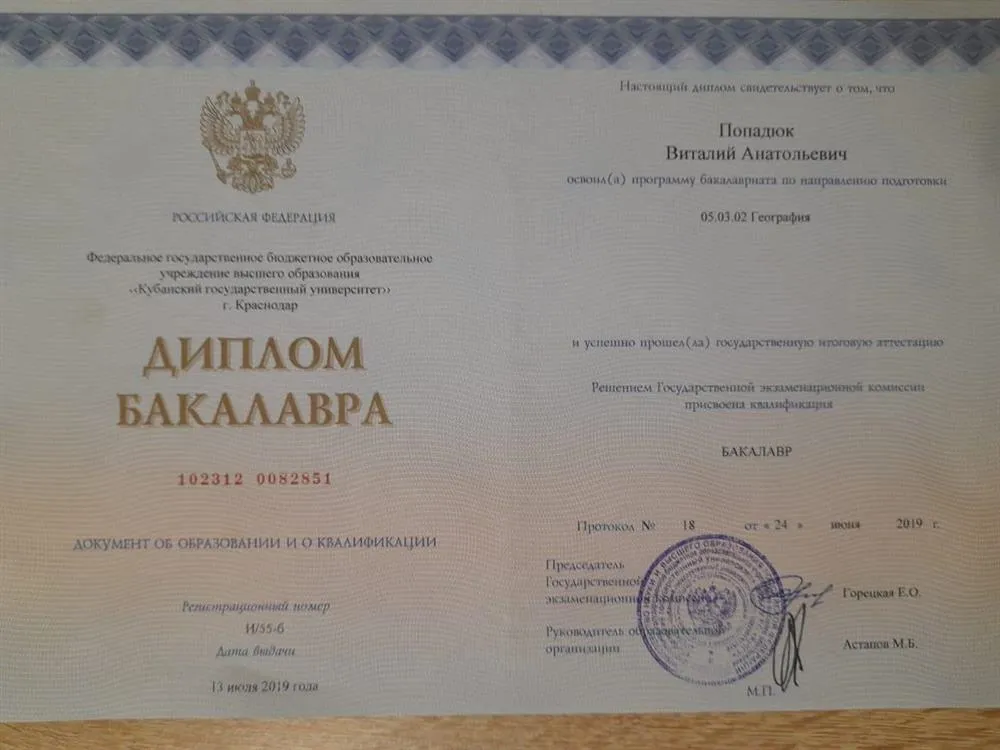 РОССИЙСКАЯ ФЕДЕРАЦИЯ
Федеральное государственное бюджетное образовательное
учреждение высшего образования
«Кубанский государственный университет»
г. Краснодар
ДИПЛОМ
БАКАЛАВРА
102312 0082851
ДОКУМЕНТ ОБ ОБРАЗОВАНИИ И О КВАЛИФИКАЦИИ
Регистрационный номер
И/55-б
Дата выдачи
13 июля 2019 года
Настоящий диплом свидетельствует о том, что
Попадюк
Виталий Анатольевич
освоил(а) программу бакалавриата по направлению подготовки
05.03.02 География
и успешно прошел(ла) государственную итоговую аттестацию
Решением Государственной экзаменационной комиссии
присвоена квалификация
БАКАЛАВР
Протокол № 18 от « 24 » июня 2019 г.
Председатель
Государственной
экзаменационной комиссии Горецкая Е.О.
Руководитель образовательной
организации Астапов М.Б.
М.П.